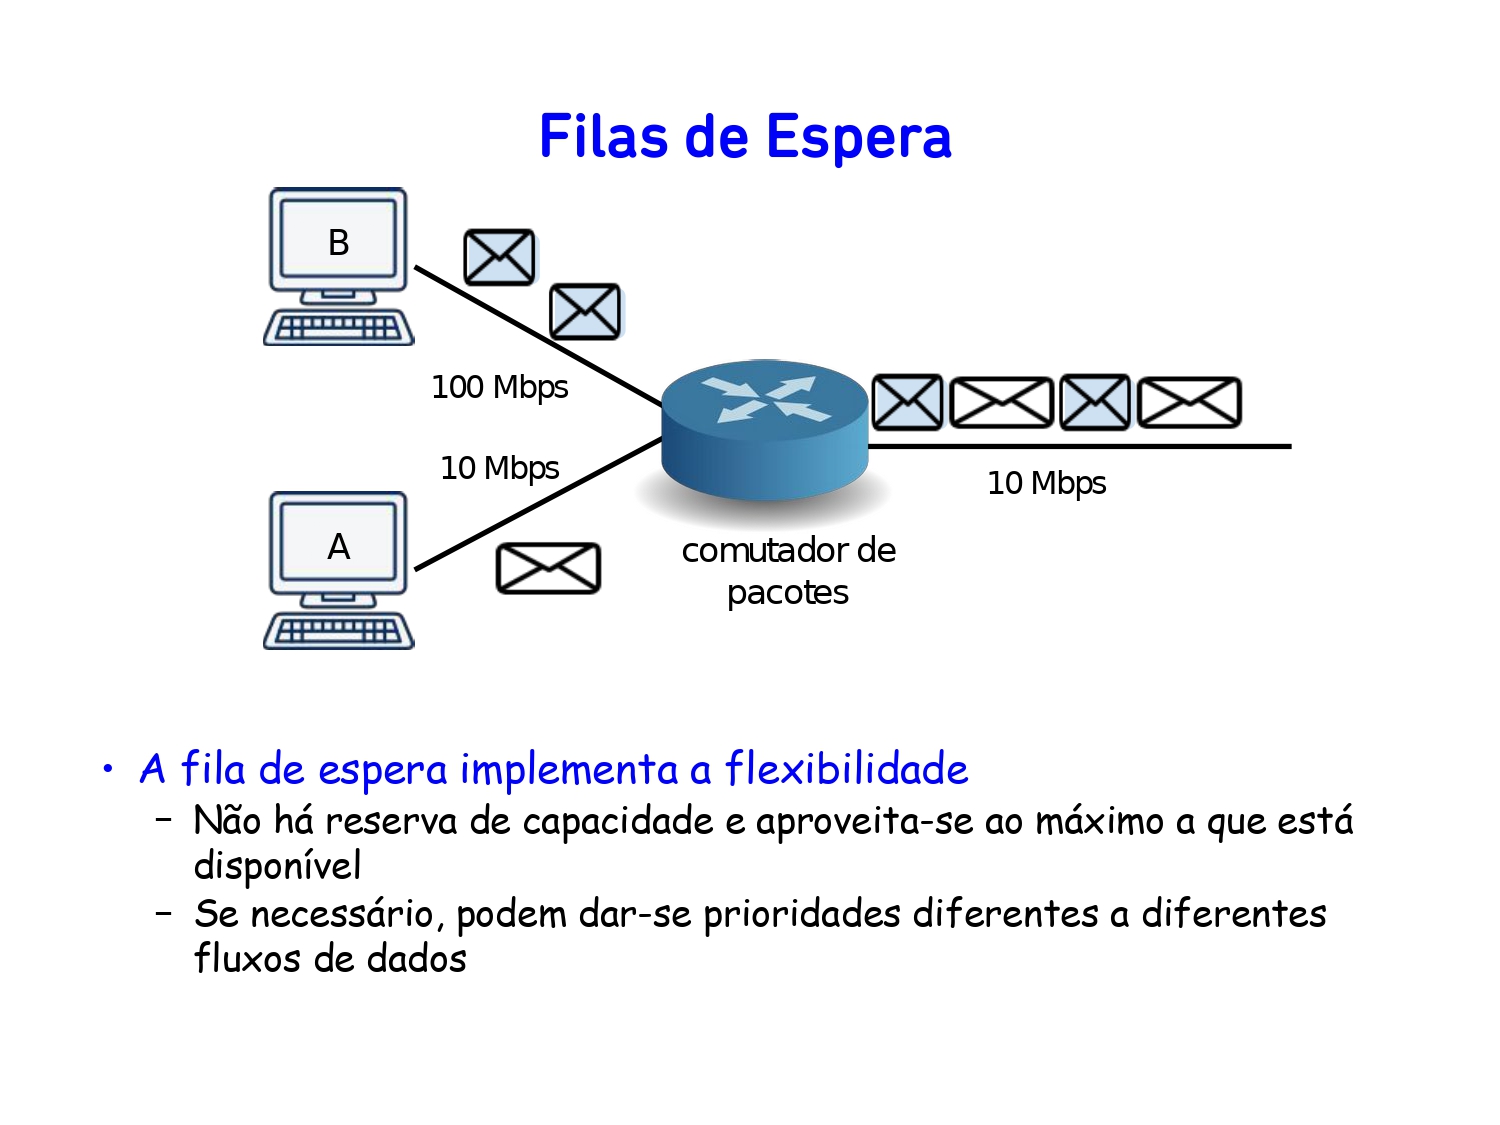 Filas de Espera
B
100 Mbps
10 Mbps
10 Mbps
A
comutador de
pacotes
• A fila de espera implementa a flexibilidade
– Não há reserva de capacidade e aproveita-se ao máximo a que está
disponível
– Se necessário, podem dar-se prioridades diferentes a diferentes
fluxos de dados